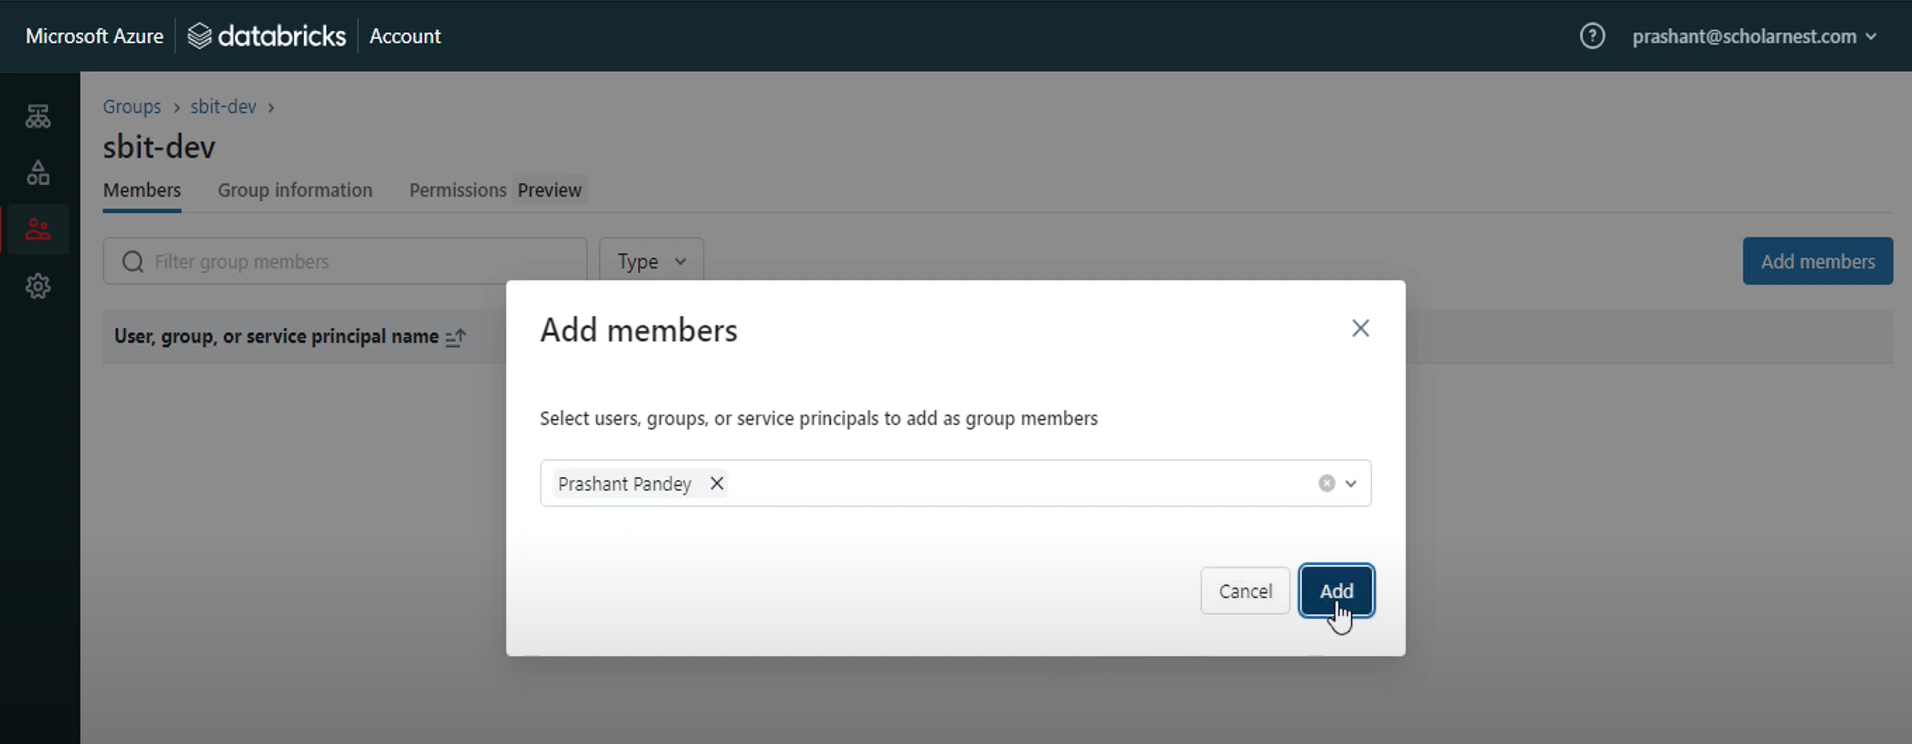 Microsoft Azure databricks Account
? prashant@scholarnest.com
Groups > sbit-dev >
sbit-dev
Members Group information Permissions Preview
Filter group members Type Add members
User, group, or service principal name
Add members
Select users, groups, or service principals to add as group members
Prashant Pandey
Cancel Add